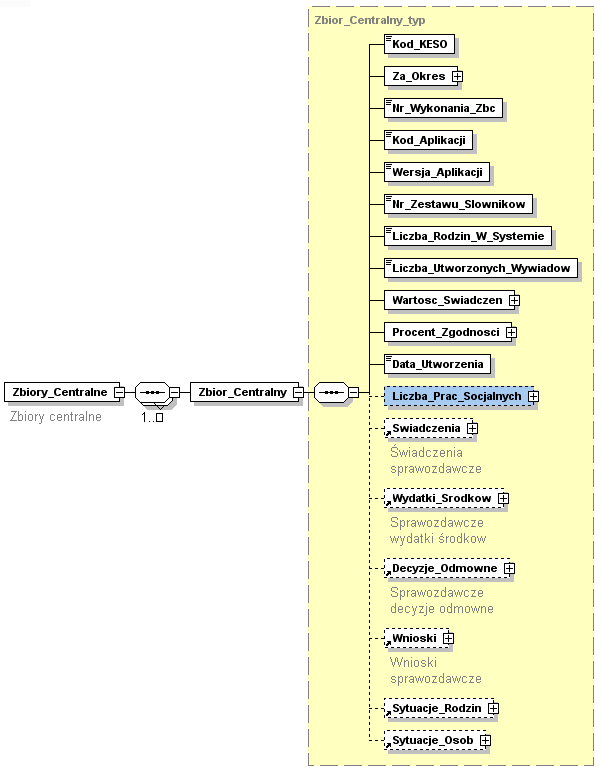 Zbior_Centralny_typ
Kod_KESO
Za_Okres
Nr_Wykonania_Zbc
Kod_Aplikacji
Wersja_Aplikacji
Nr_Zestawu_Slownikow
Liczba_Rodzin_W_Systemie
Liczba_Utworzonych_Wywiadow
Wartosc_Swiadczen
Procent_Zgodnosci
Data_Utworzenia
Zbiory_Centralne
Zbiory centralne
1..
Zbior_Centralny
Liczba_Prac_Socjalnych
Swiadczenia
Świadczenia
sprawozdawcze
Wydatki_Srodkow
Sprawozdawcze
wydatki środkow
Decyzje_Odmowne
Sprawozdawcze
decyzje odmowne
Wnioski
Wnioski
sprawozdawcze
Sytuacje_Rodzin
Sytuacje_Osob